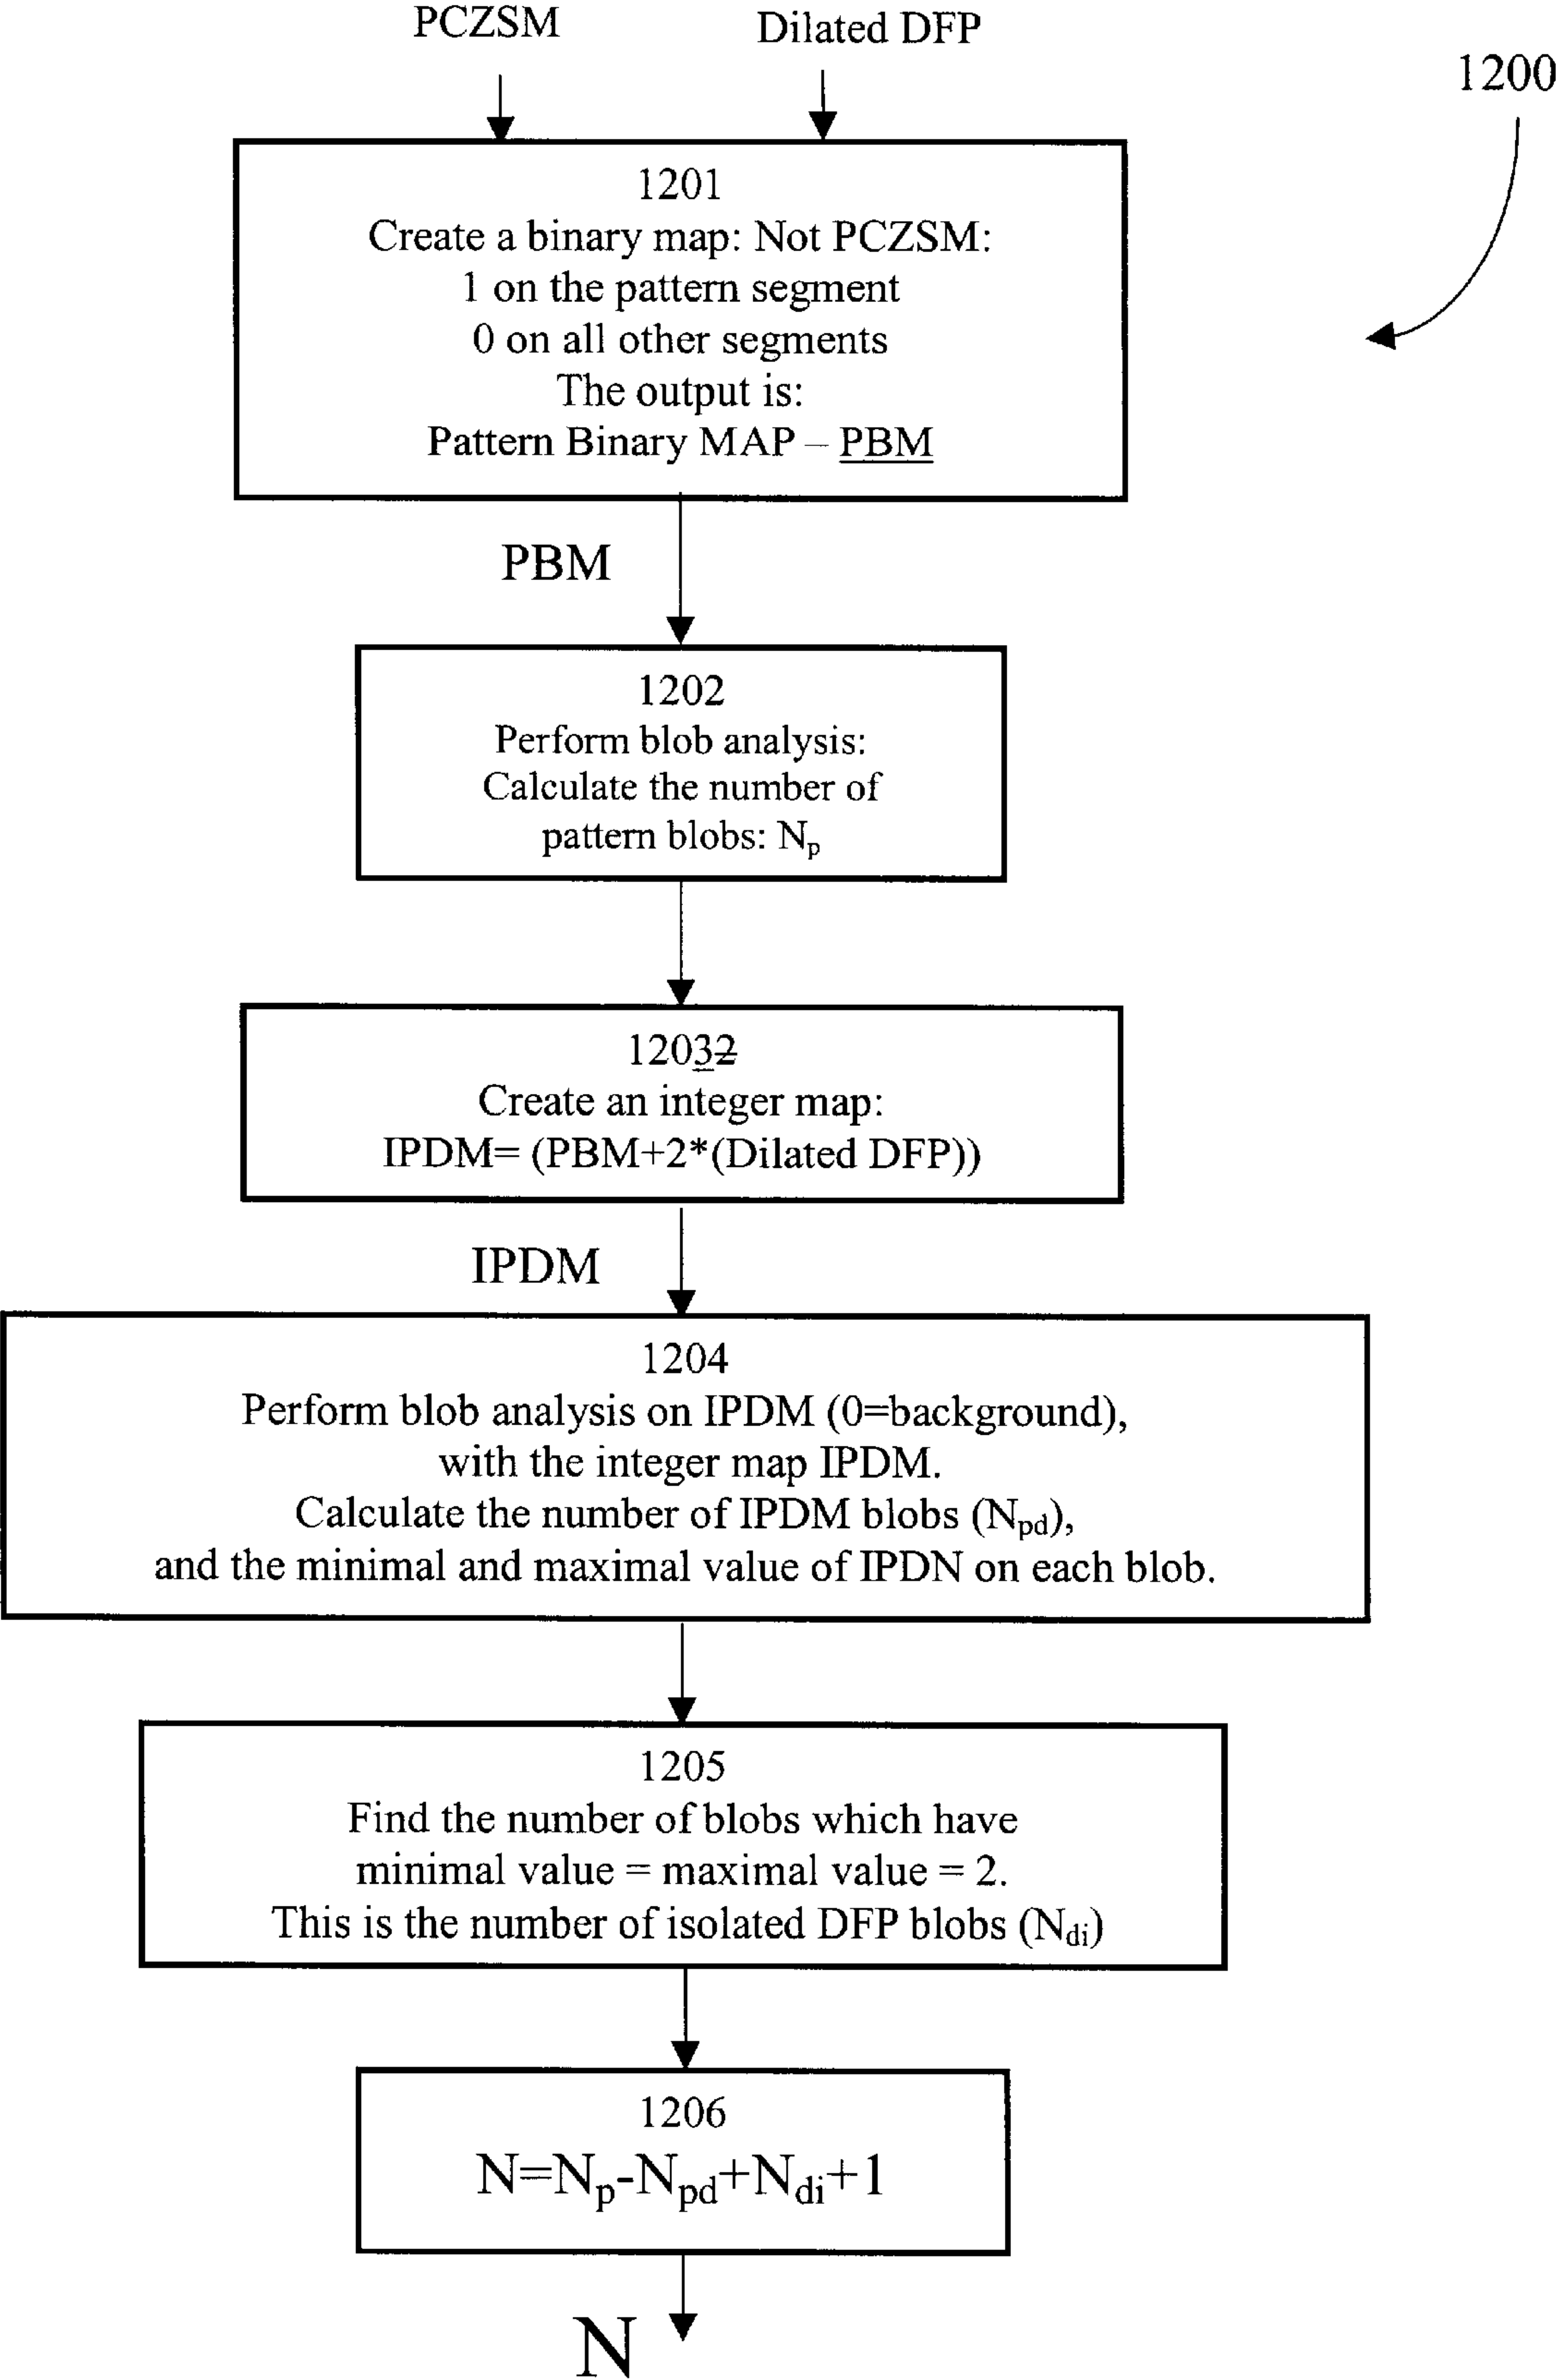 PCZSM
Dilated DFP
1200
1201
Create a binary map: Not PCZSM:
1 on the pattern segment
0 on all other segments
The output is:
Pattern Binary MAP – PBM
PBM
1202
Perform blob analysis:
Calculate the number of
pattern blobs: Np
12032
Create an integer map:
IPDM= (PBM+2*(Dilated DFP))
IPDM
1204
Perform blob analysis on IPDM (0=background),
with the integer map IPDM.
Calculate the number of IPDM blobs (Npd),
and the minimal and maximal value of IPDN on each blob.
1205
Find the number of blobs which have
minimal value = maximal value = 2.
This is the number of isolated DFP blobs (Ndi)
1206
N=Np-Npd+Ndi+1
N